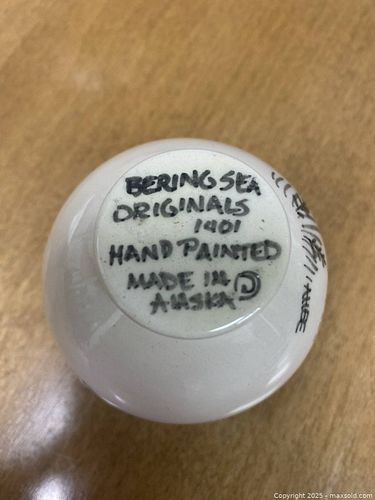 BERING SEA
ORIGINALS
1401
HAND PAINTED
MADE IN
ALASKA
Copyright 2025 - maxsold.com